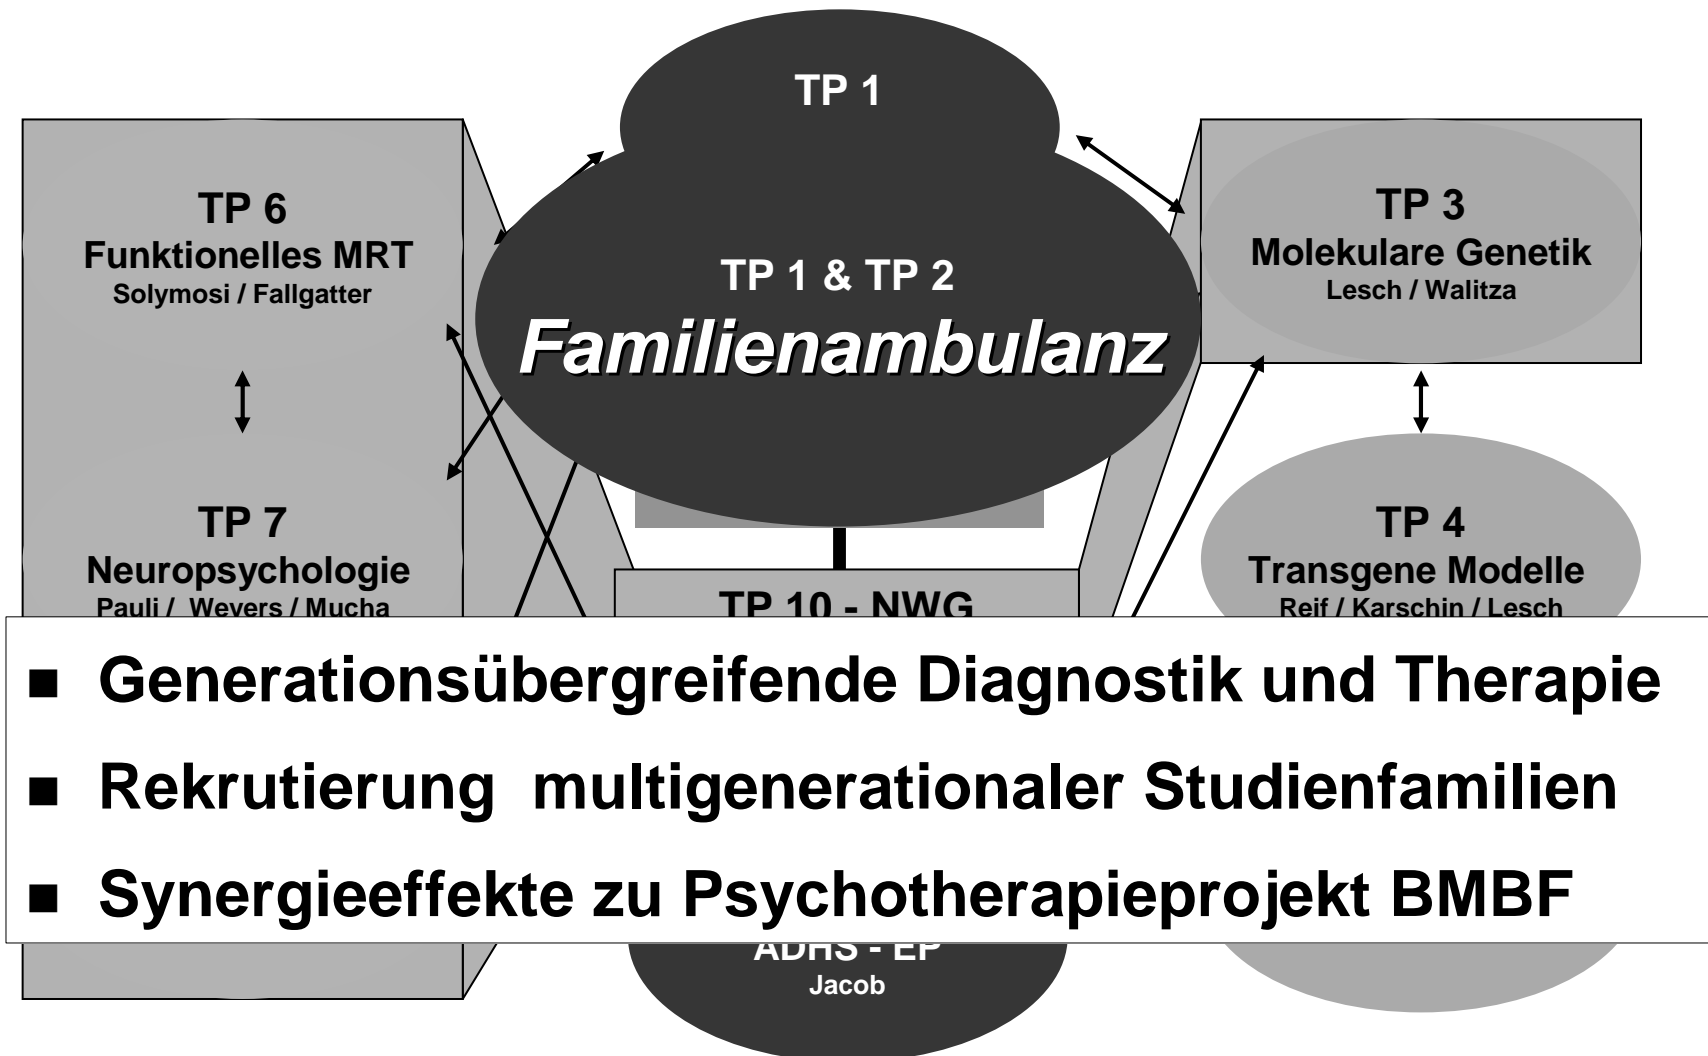 TP 1
TP 6
Funktionelles MRT
Solymosi / Fallgatter
TP 1 & TP 2
Familienambulanz
TP 3
Molekulare Genetik
Lesch / Walitza
TP 7
Neuropsychologie
Pauli / Weyers / Mucha
TP 10 - NWG
TP 4
Transgene Modelle
Reif / Karschin / Lesch
■ Generationsübergreifende Diagnostik und Therapie
■ Rekrutierung multigenerationaler Studienfamilien
■ Synergieeffekte zu Psychotherapieprojekt BMBF
ADHS - EP
Jacob